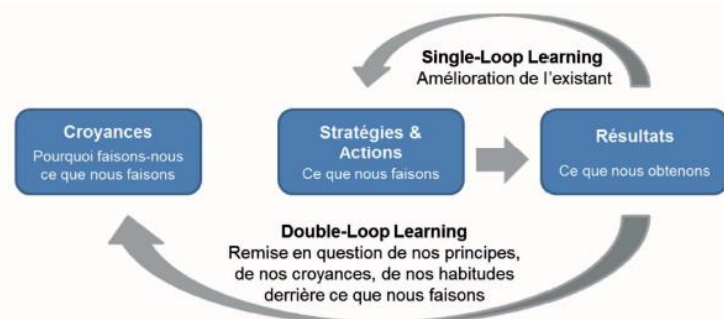 Single-Loop Learning
Amélioration de l'existant
Croyances
Pourquoi faisons-nous
ce que nous faisons
Stratégies &
Actions
Ce que nous faisons
Résultats
Ce que nous obtenons
Double-Loop Learning
Remise en question de nos principes,
de nos croyances, de nos habitudes
derrière ce que nous faisons